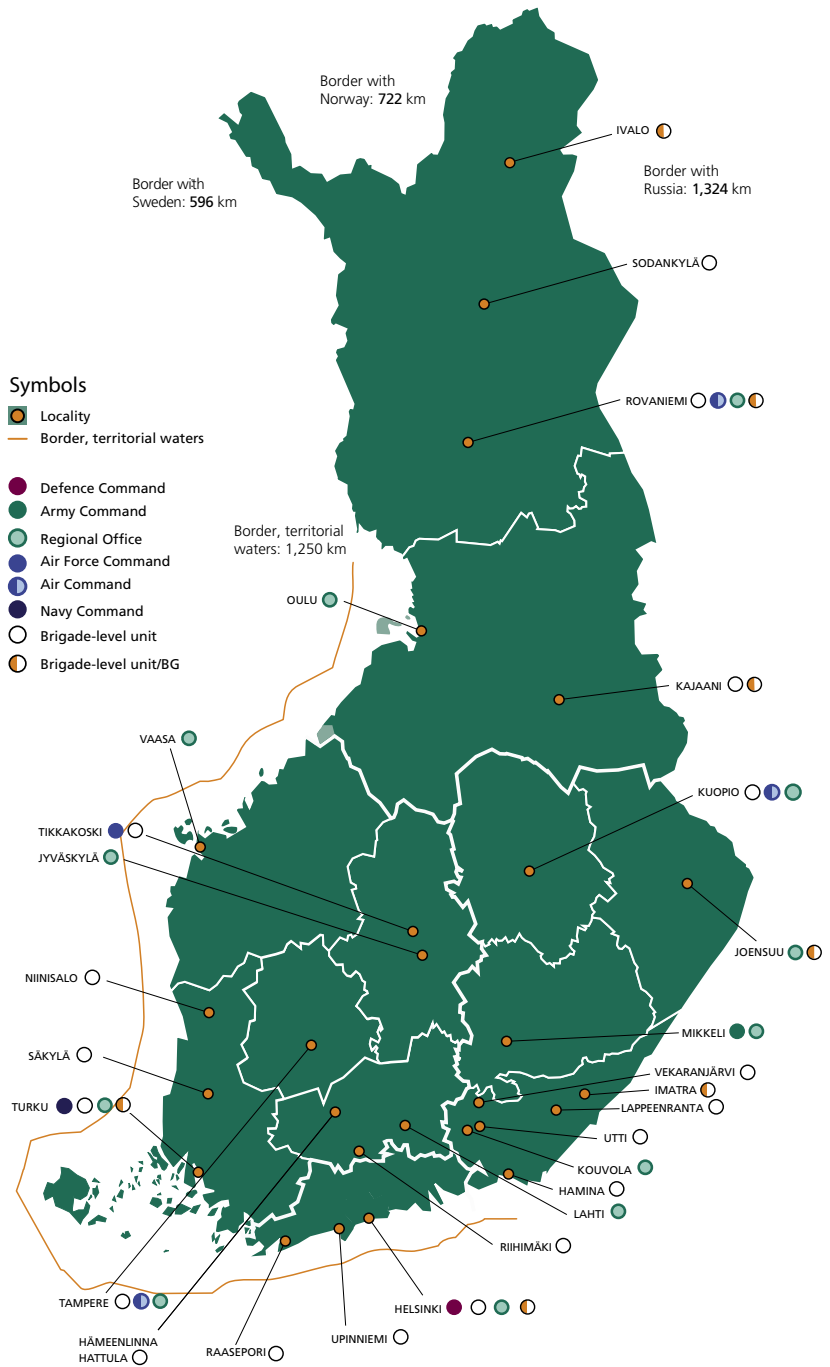 Border with
Norway: 722 km
IVALO
Border with
Russia: 1,324 km
Border with
Sweden: 596 km
SODANKYLÄ
Symbols
Locality
Border, territorial waters
ROVANIEMI
Defence Command
Army Command
Regional Office
Air Force Command
Air Command
Navy Command
Brigade-level unit
Brigade-level unit/BG
Border, territorial
waters: 1,250 km
OULU
KAJAANI
VAASA
KUOPIO
TIKKAKOSKI
JYVÄSKYLÄ
JOENSUU
NIINISALO
MIKKELI
SÄKYLÄ
VEKARANJÄRVI
IMATRA
TURKU
LAPPEENRANTA
UTTI
KOUVOLA
HAMINA
LAHTI
RIIHIMÄKI
TAMPERE
HELSINKI
HÄMEENLINNA
HATTULA
RAASEPORI
UPINNIEMI